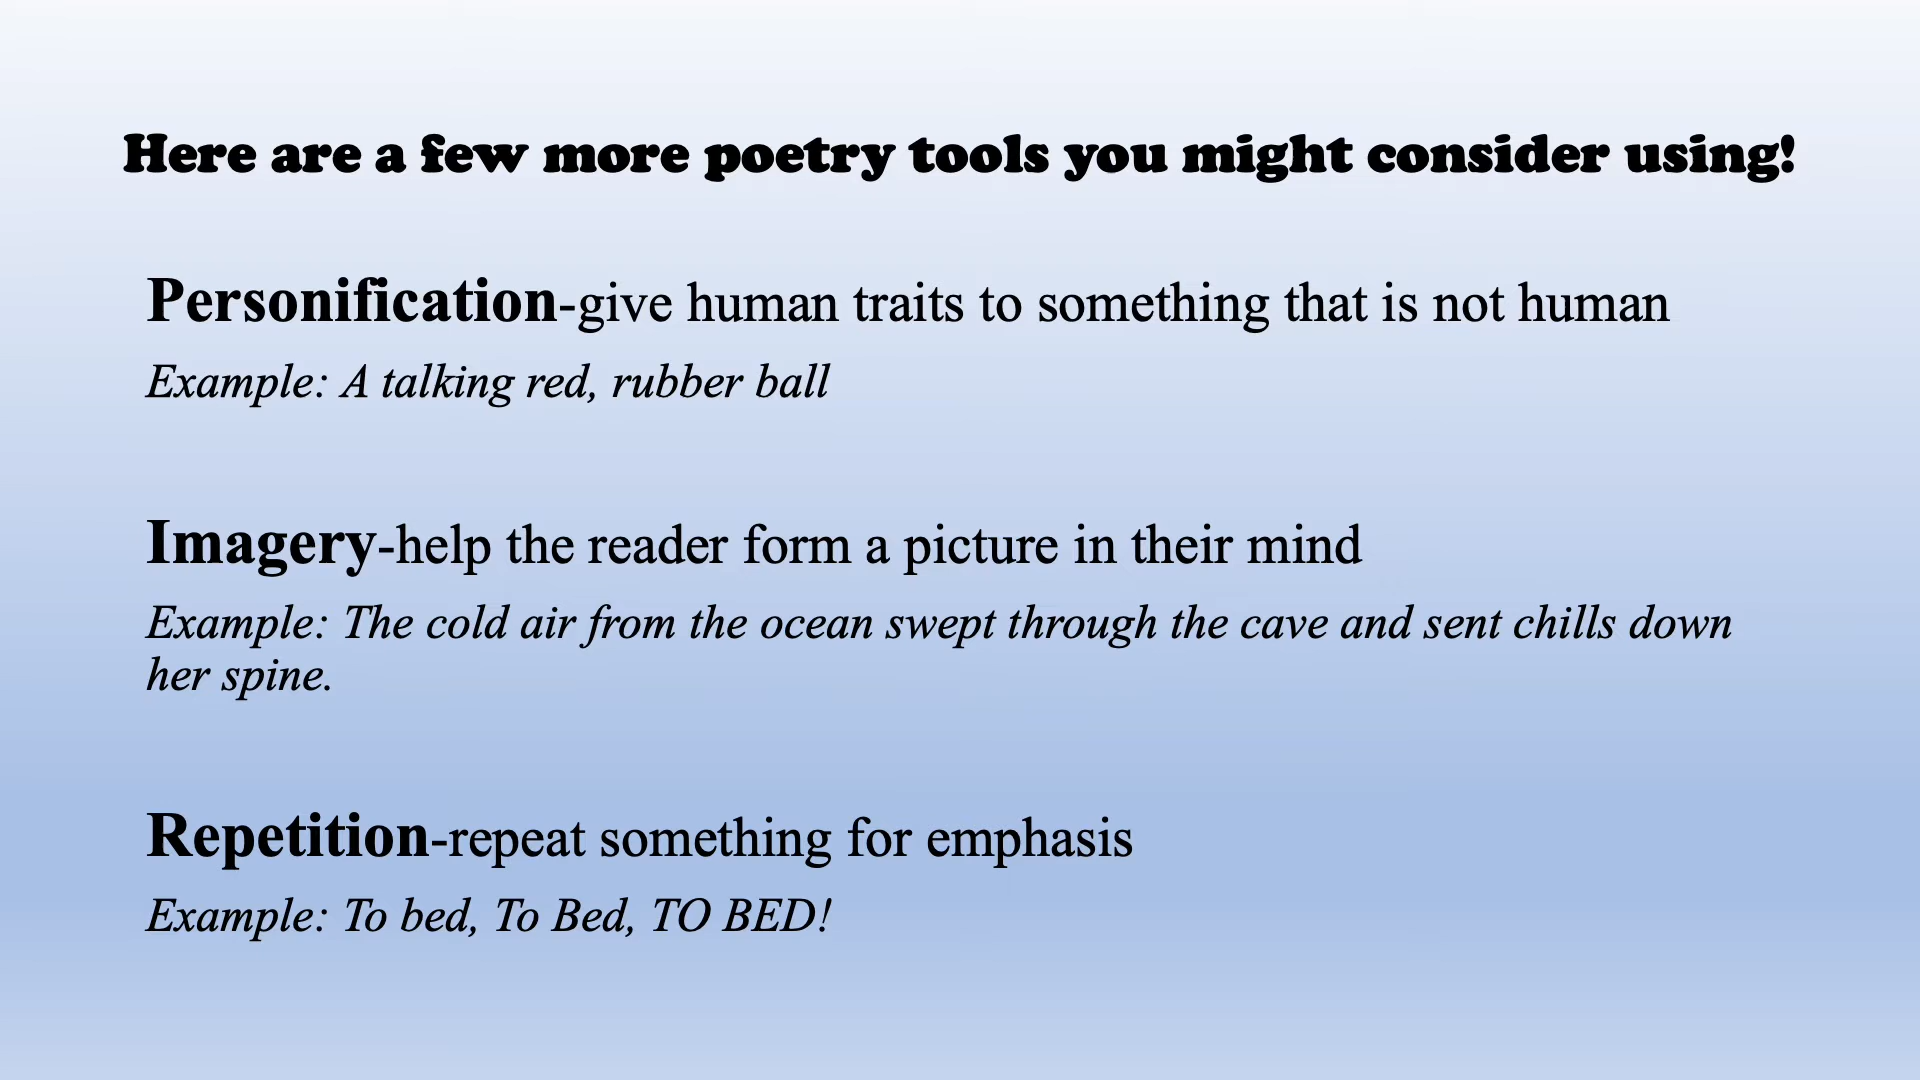 Here are a few more poetry tools you might consider using!
Personification-give human traits to something that is not human
Example: A talking red, rubber ball
Imagery-help the reader form a picture in their mind
Example: The cold air from the ocean swept through the cave and sent chills down
her spine.
Repetition-repeat something for emphasis
Example: To bed, To Bed, TO BED!